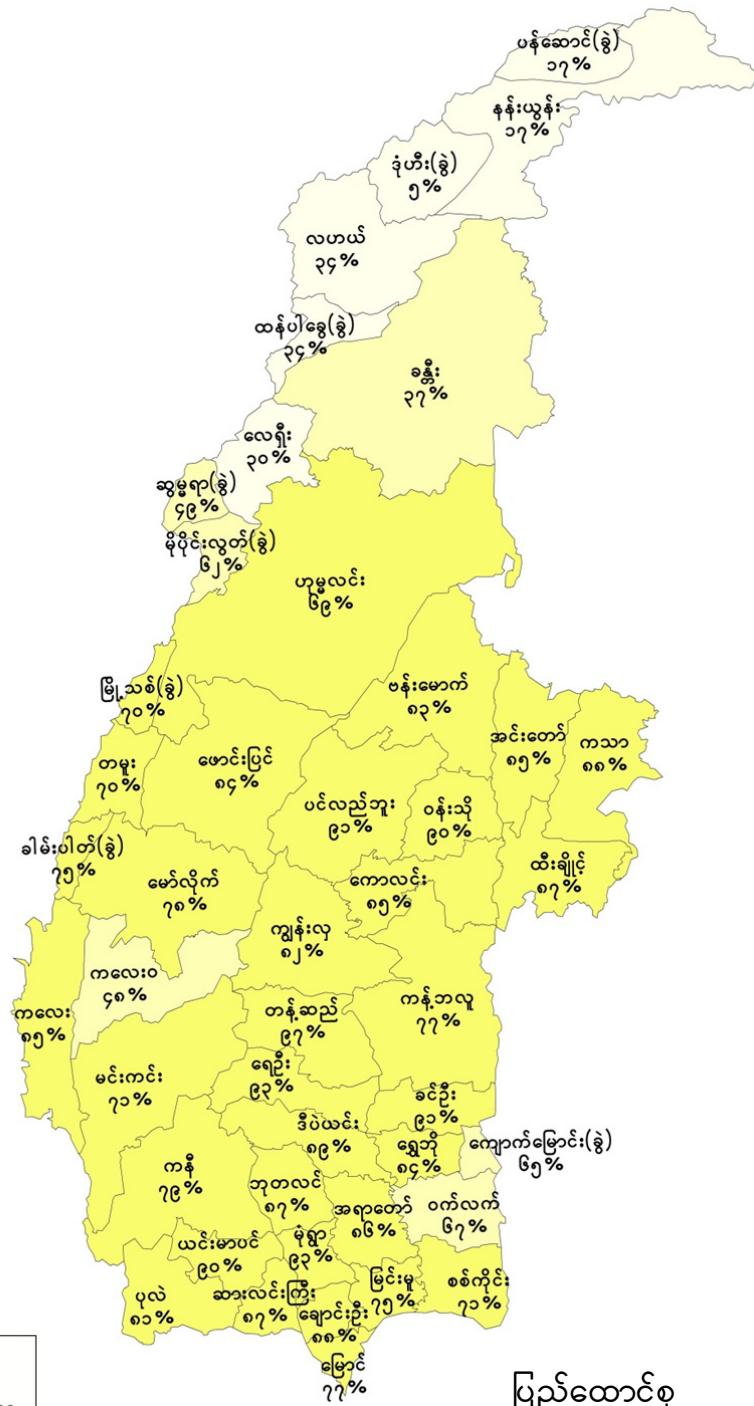 ပန်ဆောင်(ခွဲ)
၁၇%
နန်းယွန်း
၁၇%
ဒုံဟီး(ခွဲ)
၅%
လဟယ်
၃၄%
ထန်ပါခွေ(ခွဲ)
၃၄%
ခန္တီး
၃၇%
လေရှီး
၃၀%
ဆွမ္မရာ(ခွဲ)
၄၉%
မိုပိုင်းလွတ်(ခွဲ)
၆၂%
ဟုမ္မလင်း
၆၉%
မြို့သစ်(ခွဲ)
၇၀%
ဗန်းမောက်
၈၃%
အင်းတော်
၈၅%
ကသာ
၈၈%
တမူး
၇၀%
ဖောင်းပြင်
၈၄%
ပင်လည်ဘူး
၉၁%
ဝန်းသို
၉၀%
ခါမ်းပါတ်(ခွဲ)
၇၅%
မော်လိုက်
၇၈%
ကောလင်း
၈၅%
ထီးချိုင့်
၈၇%
ကျွန်းလှ
၈၂%
ကလေးဝ
၄၈%
ကလေး
၈၅%
တန့်ဆည်
၉၇%
ကန့်ဘလူ
၇၇%
မင်းကင်း
၇၁%
ရေဦး
၉၃%
ခင်ဦး
၉၁%
ဒီပဲယင်း
၈၉%
ရွှေဘို
၈၄%
ကျောက်မြောင်း(ခွဲ)
၆၅%
ကနီ
၇၉%
ဘုတလင်
၈၇%
အရာတော်
၈၆%
ဝက်လက်
၆၇%
ယင်းမာပင်
၉၀%
မုံရွာ
၉၃%
ပုလဲ
၈၁%
ဆားလင်းကြီး
၈၇%
ချောင်းဦး
၈၈%
မြင်းမူ
၇၅%
စစ်ကိုင်း
၇၁%
မြောင်
၇၇%
ပြည်ထောင်စု